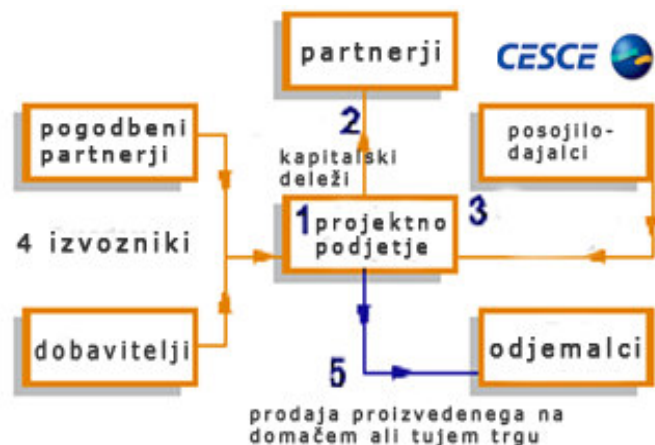 partnerji
CESCE
pogodbeni
partnerji
2
kapitalski
deleži
posojilo-
dajalci
1 projektno
podjetje
3
4 izvozniki
dobavitelji
odjemalci
5
prodaja proizvedenega na
domačem ali tujem trgu